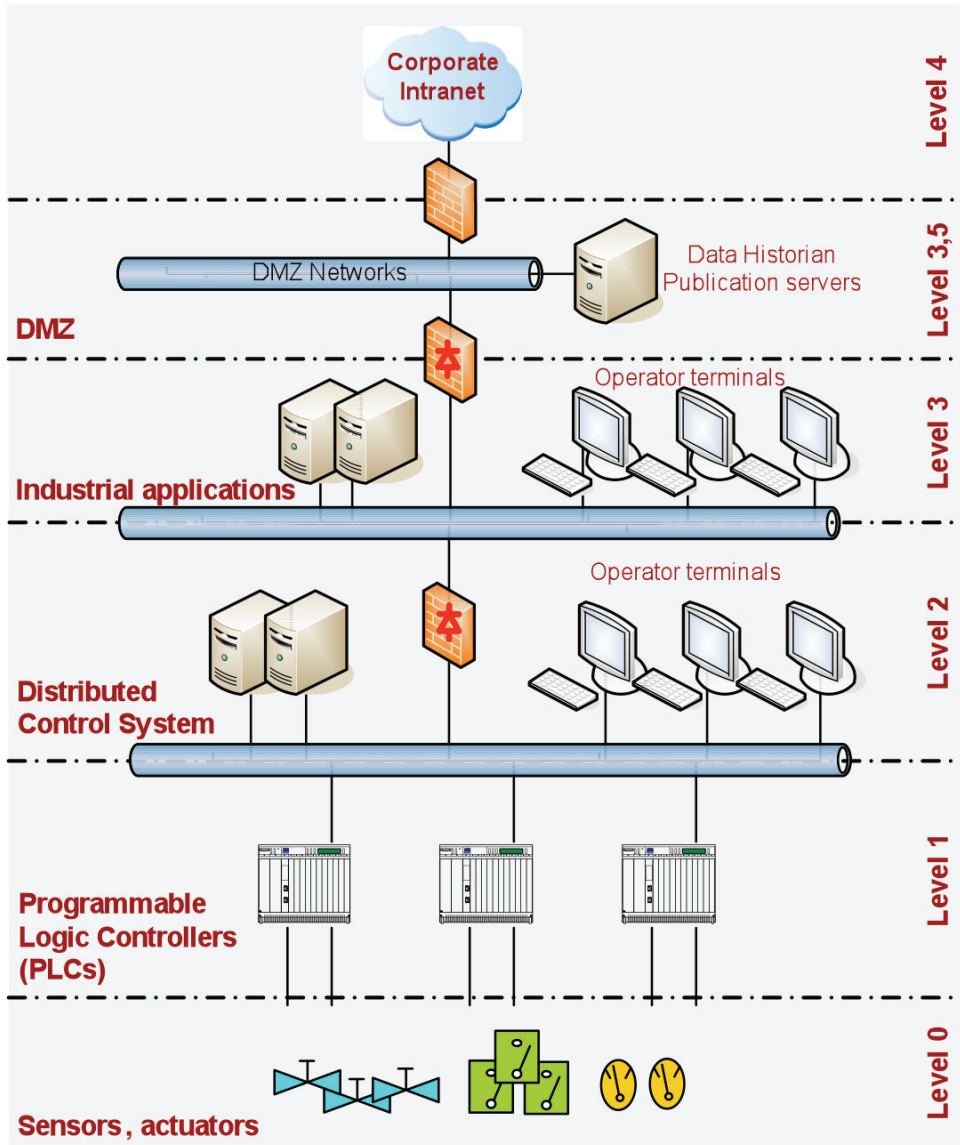 Corporate
Intranet
Level 4
DMZ Networks
Data Historian
Publication servers
Level 3,5
DMZ
Operator terminals
Level 3
Industrial applications
Operator terminals
Level 2
Distributed
Control System
Level 1
Programmable
Logic Controllers
(PLCs)
Level 0
Sensors, actuators